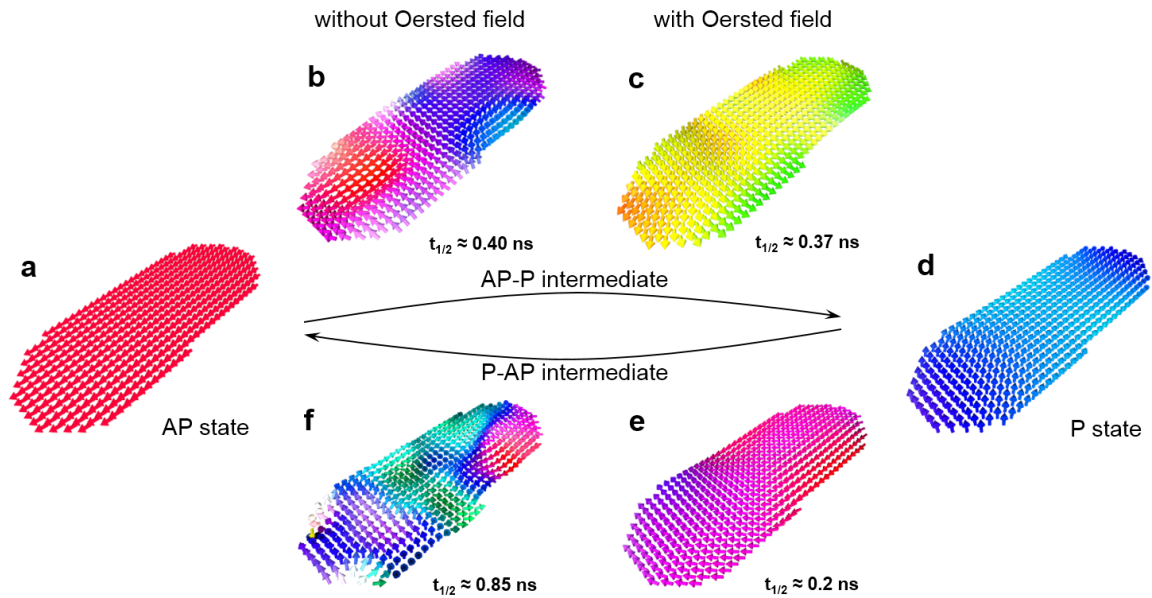 without Oersted field
with Oersted field
b
c
t1/2 ≈ 0.40 ns
t1/2 ≈ 0.37 ns
a
AP-P intermediate
d
P-AP intermediate
AP state
f
e
P state
t1/2 ≈ 0.85 ns
t1/2 ≈ 0.2 ns